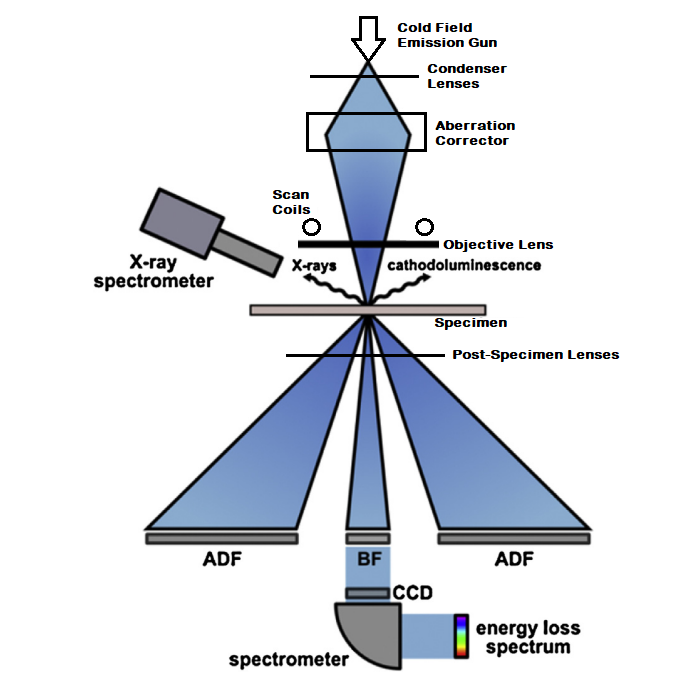 Cold Field
Emission Gun
Condenser
Lenses
Aberration
Corrector
Scan
Coils
Objective Lens
X-ray
spectrometer
X-rays
cathodoluminescence
Specimen
Post-Specimen Lenses
ADF
BF
ADF
CCD
energy loss
spectrum
spectrometer